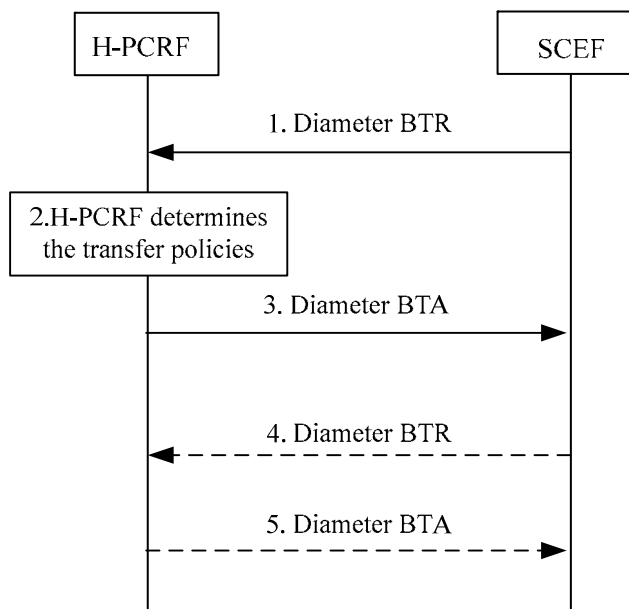 H-PCRF
SCEF
1. Diameter BTR
2.H-PCRF determines
the transfer policies
3. Diameter BTA
4. Diameter BTR
5. Diameter BTA